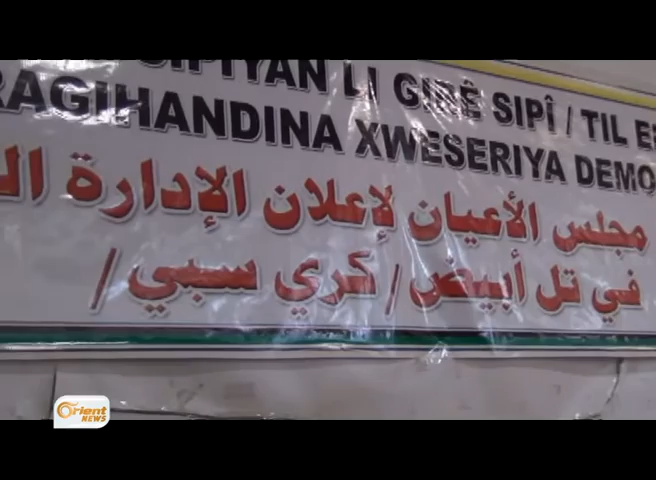 SIPIYAN LI GIRÊ SIPÎ / TIL
RAGIHANDINA XWESERIYA DEMO
مجلس الأعيان لإعلان الإدارة ال
في تل أبيض / كري سبي /
Orient NEWS